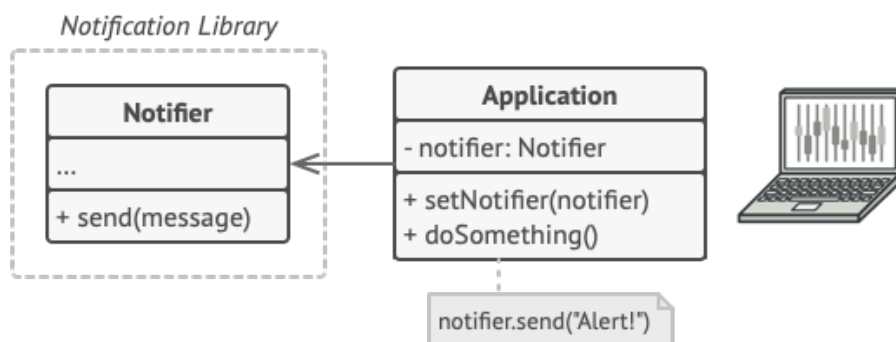 Notification Library
Notifier
...
+ send(message)
Application
- notifier: Notifier
+ setNotifier(notifier)
+ doSomething()
notifier.send("Alert!")